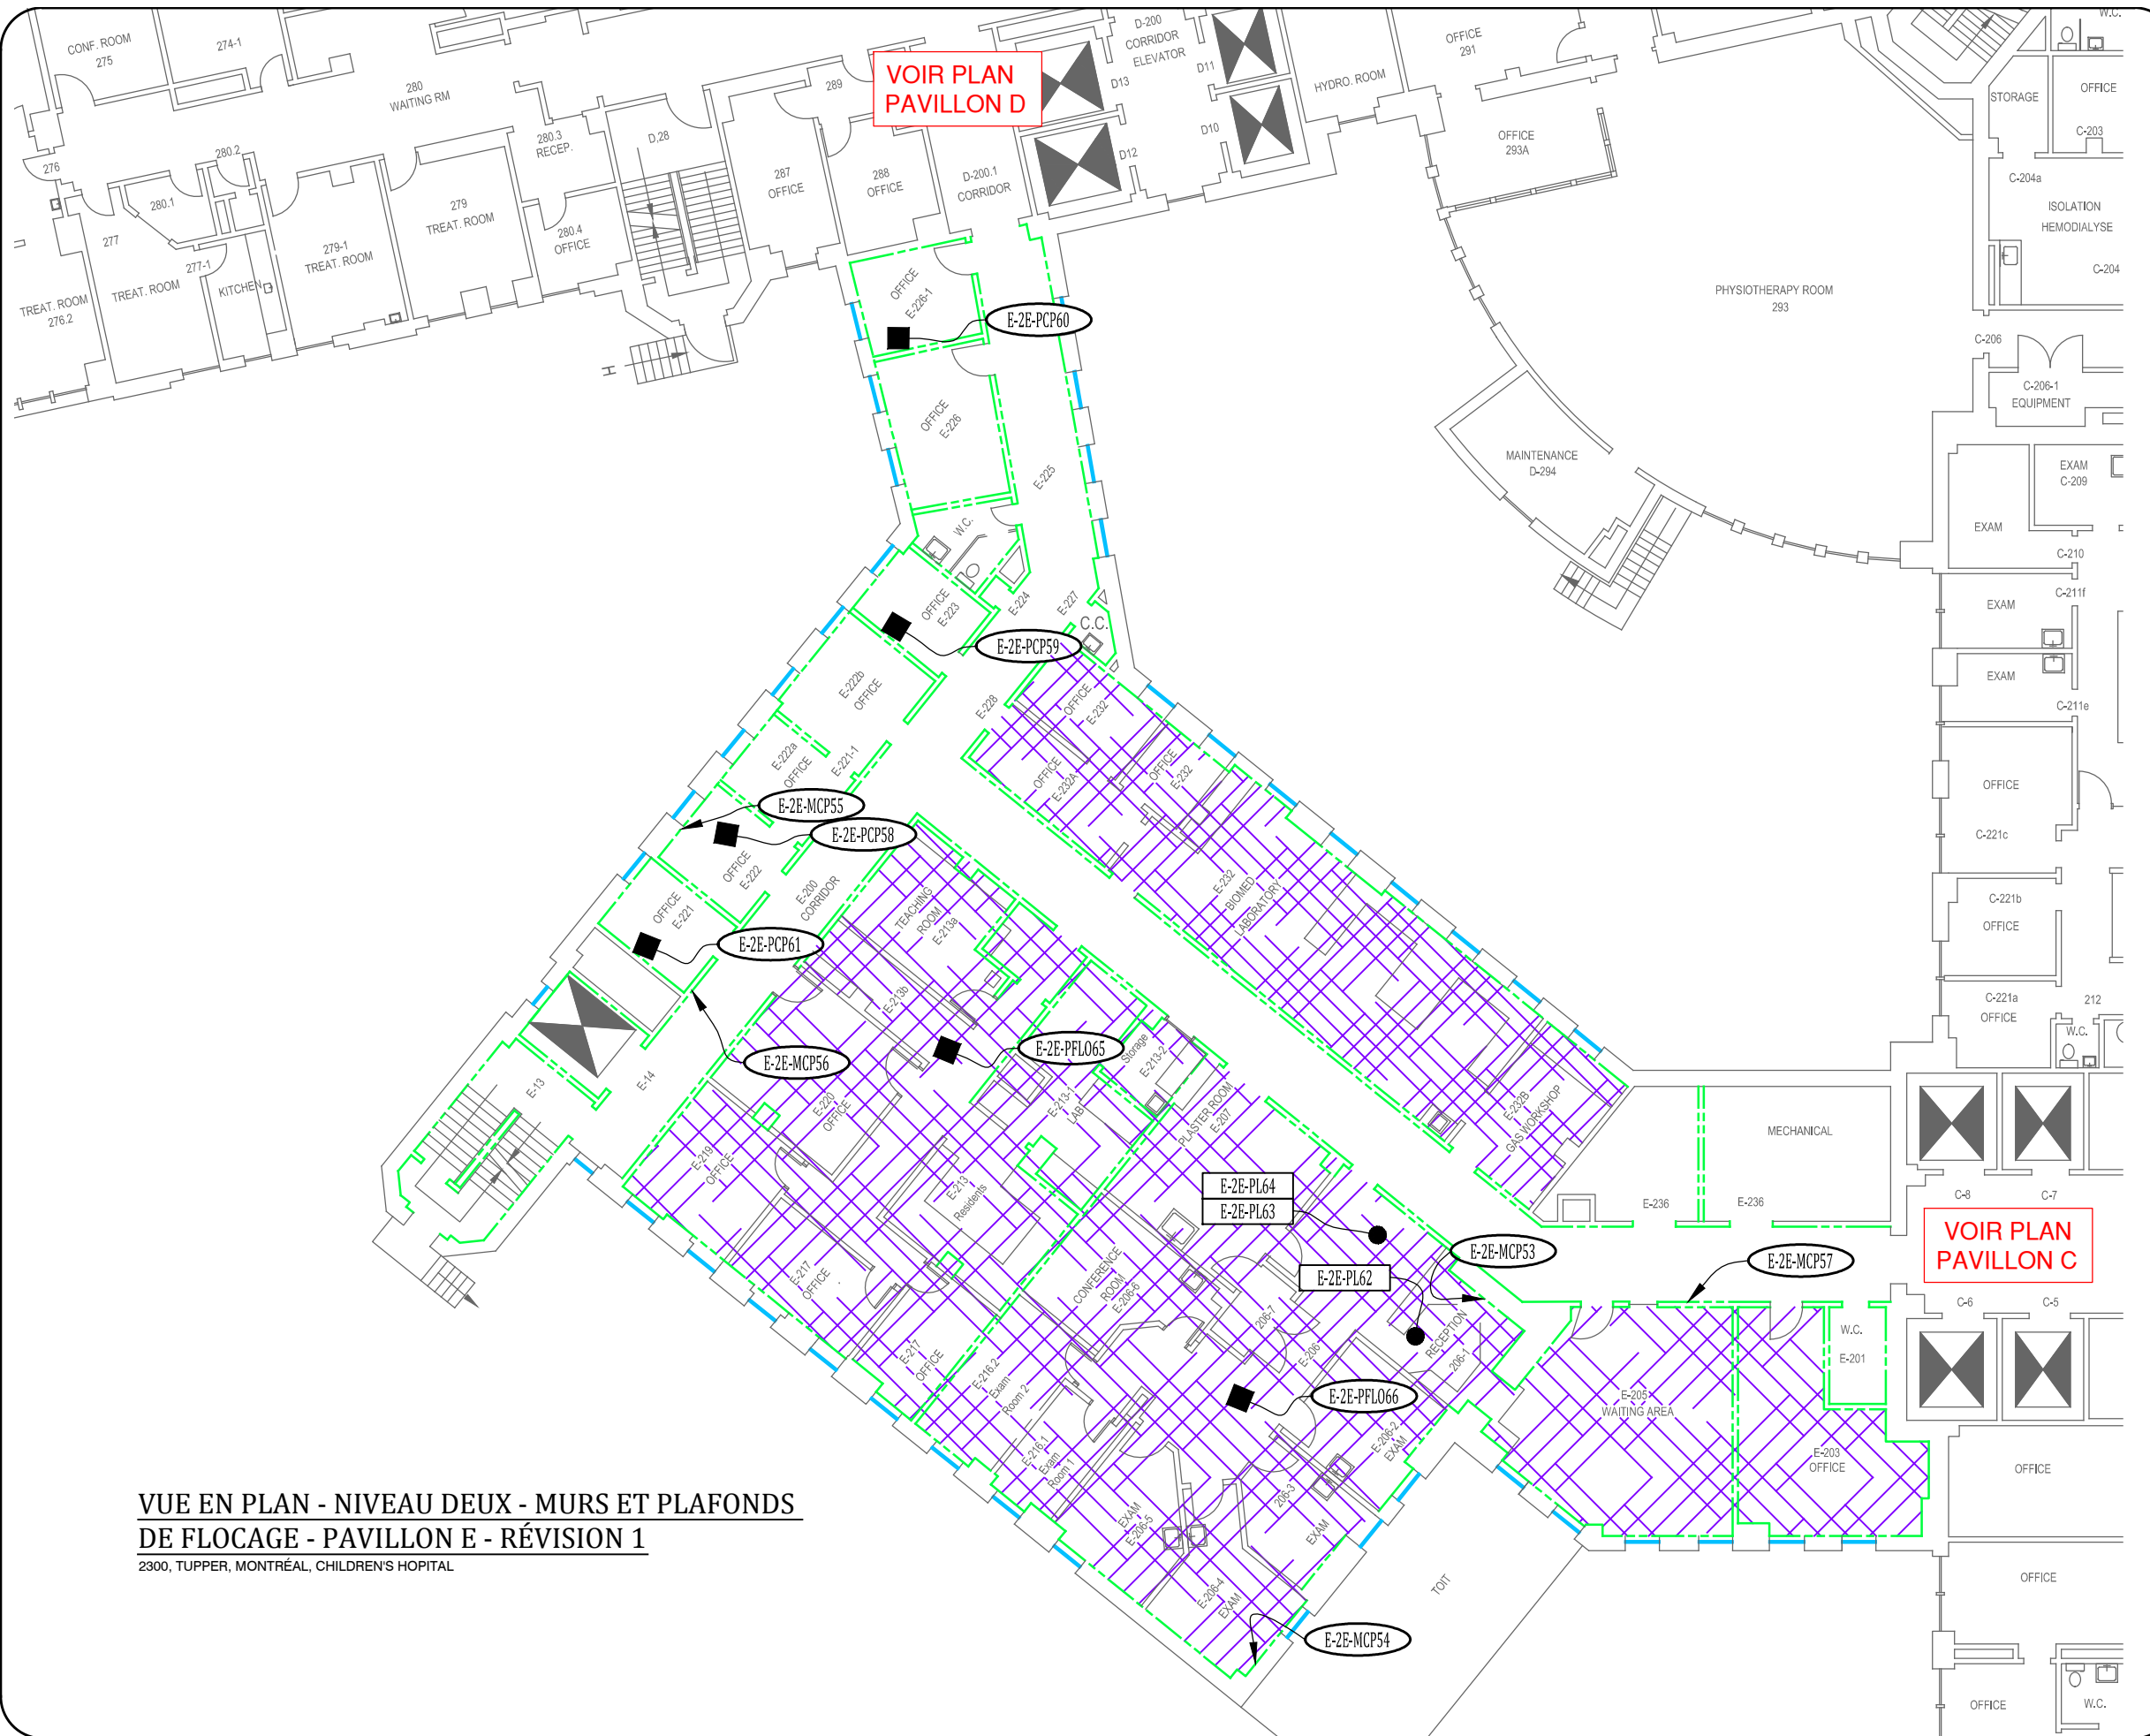 CONF. ROOM
275
274-1
280
WAITING RM
276
280.2
280.1
277
TREAT. ROOM
276.2
TREAT. ROOM
277-1
KITCHEN
279-1
TREAT. ROOM
279
TREAT. ROOM
280.3
RECEP.
280.4
OFFICE
D.28
H
287
OFFICE
289
288
OFFICE
VOIR PLAN
PAVILLON D
D-200.1
CORRIDOR
D-200
CORRIDOR
ELEVATOR
D13
D11
D12
D10
HYDRO. ROOM
OFFICE
291
OFFICE
293A
PHYSIOTHERAPY ROOM
293
MAINTENANCE
D-294
W.C.
STORAGE
OFFICE
C-203
C-204a
ISOLATION
HEMODIALYSE
C-204
C-206
C-206-1
EQUIPMENT
EXAM
C-209
EXAM
C-210
C-211f
EXAM
EXAM
C-211e
OFFICE
C-221c
C-221b
OFFICE
C-221a
OFFICE
212
W.C.
OFFICE
E-226-1
E-2E-PCP60
OFFICE
E-226
E-225
W.C.
OFFICE
E-223
E-224
E-227
C.C.
E-2E-PCP59
E-222b
OFFICE
E-228
OFFICE
E-232
E-222a
OFFICE
E-221-1
OFFICE
E-232A
OFFICE
E-232
E-2E-MCP55
E-2E-PCP58
OFFICE
E-222
E-200
CORRIDOR
OFFICE
E-221
E-2E-PCP61
TEACHING
ROOM
E-213a
E-232
BIOMED
LABORATORY
E-213b
E-2E-MCP56
E-2E-PFLO65
Storage
E-213-2
E-13
E-14
E-220
OFFICE
E-213-1
LAB
PLASTER ROOM
E-207
E-232B
GAS WORKSHOP
MECHANICAL
E-236
E-236
E-219
OFFICE
E-213
Residents
E-2E-PL64
E-2E-PL63
C-8
C-7
VOIR PLAN
PAVILLON C
E-2E-MCP53
E-2E-MCP57
E-2E-PL62
E-217
OFFICE
CONFERENCE
ROOM
E-206-6
206-7
E-206
RECEPTION
206-1
C-6
C-5
W.C.
E-201
E-217
OFFICE
E-216.2
Exam
Room 2
E-2E-PFLO66
E-205
WAITING AREA
E-206-2
EXAM
E-203
OFFICE
E-216.1
Exam
Room 1
206-3
EXAM
EXAM
E-206-5
E-206-4
EXAM
TOIT
E-2E-MCP54
OFFICE
OFFICE
OFFICE
W.C.
VUE EN PLAN - NIVEAU DEUX - MURS ET PLAFONDS
DE FLOCAGE - PAVILLON E - RÉVISION 1
2300, TUPPER, MONTRÉAL, CHILDREN'S HOPITAL